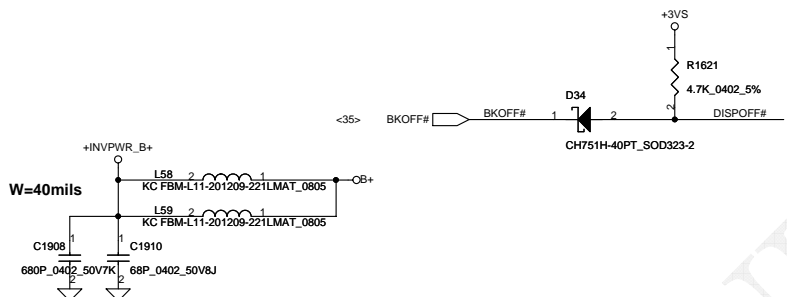 +3VS
1
R1621
4.7K_0402_5%
2
D34
<35> BKOFF# BKOFF# 1 2 DISPOFF#
CH751H-40PT_SOD323-2
+INVPWR_B+
W=40mils
L58
2 1
KC FBM-L11-201209-221LMAT_0805
B+
L59
2 1
KC FBM-L11-201209-221LMAT_0805
1 1
C1908 C1910
680P_0402_50V7K 68P_0402_50V8J
2 2